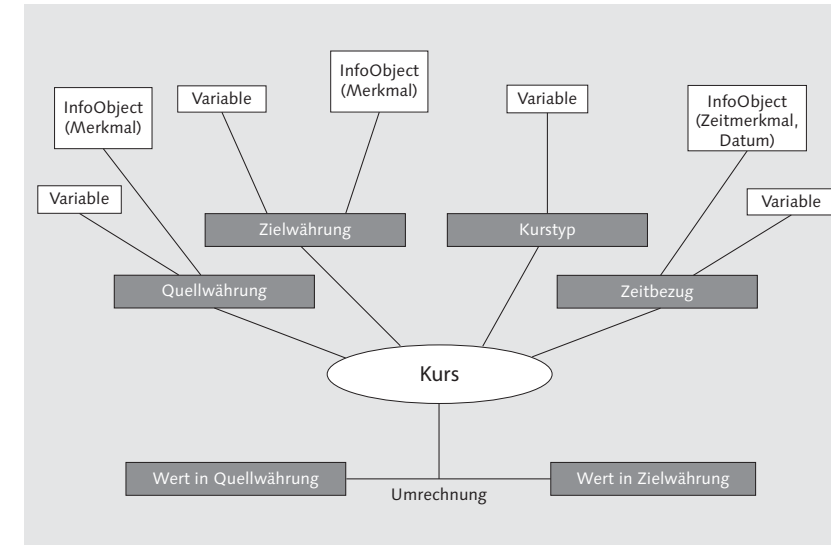 InfoObject
(Merkmal)
Variable
InfoObject
(Merkmal)
Variable
InfoObject
(Zeitmerkmal,
Datum)
Variable
Variable
Zielwährung
Kurstyp
Quellwährung
Zeitbezug
Kurs
Wert in Quellwährung
Umrechnung
Wert in Zielwährung